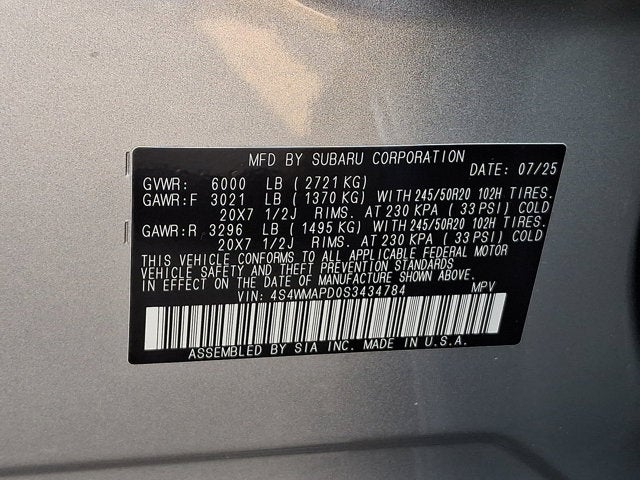 MFD BY SUBARU CORPORATION
DATE: 07/25
GVWR: 6000 LB ( 2721 KG)
GAWR:F 3021 LB ( 1370 KG) WITH 245/50R20 102H TIRES.
20X7 1/2J RIMS. AT 230 KPA ( 33 PSI) COLD
GAWR:R 3296 LB ( 1495 KG) WITH 245/50R20 102H TIRES.
20X7 1/2J RIMS. AT 230 KPA ( 33 PSI) COLD
THIS VEHICLE CONFORMS TO ALL APPLICABLE FEDERAL MOTOR
VEHICLE SAFETY AND THEFT PREVENTION STANDARDS
IN EFFECT ON THE DATE OF MANUFACTURE SHOWN ABOVE.
VIN: 4S4WMAPD0S3434784 MPV
ASSEMBLED BY SIA INC. MADE IN U.S.A.